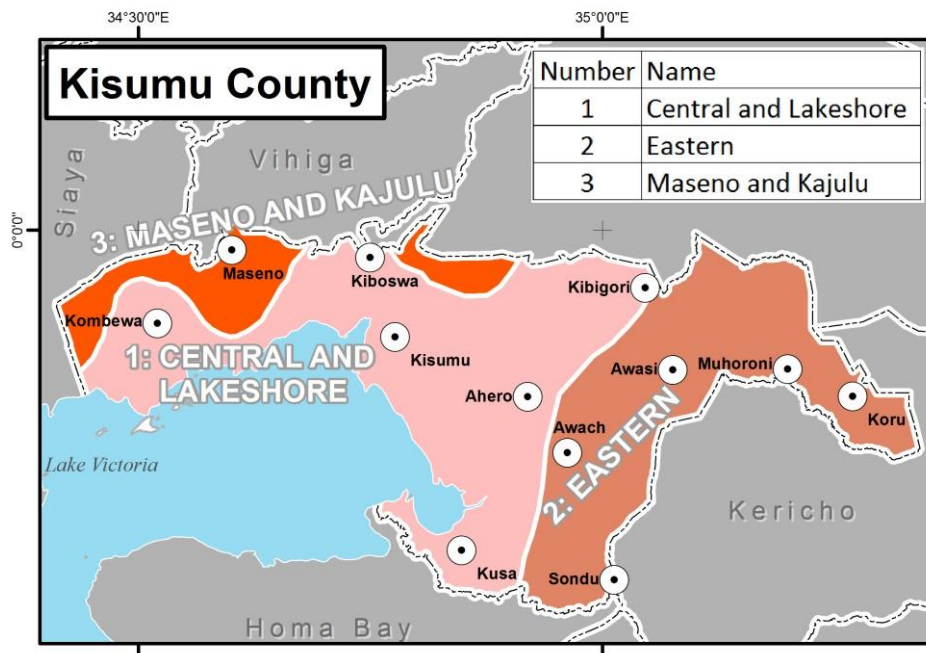 34°30'0"E
35°0'0"E
Kisumu County
Number Name
1 Central and Lakeshore
2 Eastern
3 Maseno and Kajulu
Siaya
Vihiga
0°0'0"
3: MASENO AND KAJULU
Maseno
Kiboswa
Kibigori
Kombewa
1: CENTRAL AND
LAKESHORE
Kisumu
Awasi
Muhoroni
Ahero
Koru
Awach
2: EASTERN
Lake Victoria
Kericho
Kusa
Sondu
Homa Bay